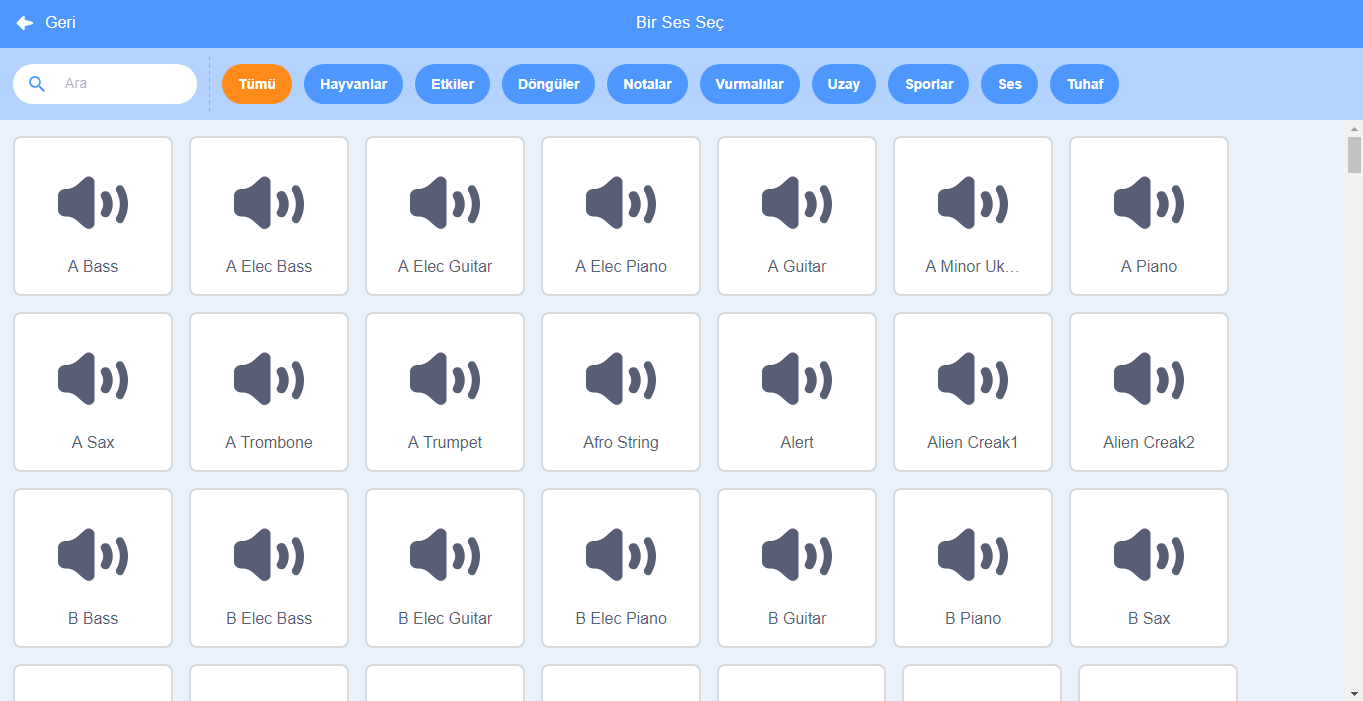 Geri
Bir Ses Seç
Ara
Tümü
Hayvanlar
Etkiler
Döngüler
Notalar
Vurmalılar
Uzay
Sporlar
Ses
Tuhaf
A Bass
A Elec Bass
A Elec Guitar
A Elec Piano
A Guitar
A Minor Uk…
A Piano
A Sax
A Trombone
A Trumpet
Afro String
Alert
Alien Creak1
Alien Creak2
B Bass
B Elec Bass
B Elec Guitar
B Elec Piano
B Guitar
B Piano
B Sax